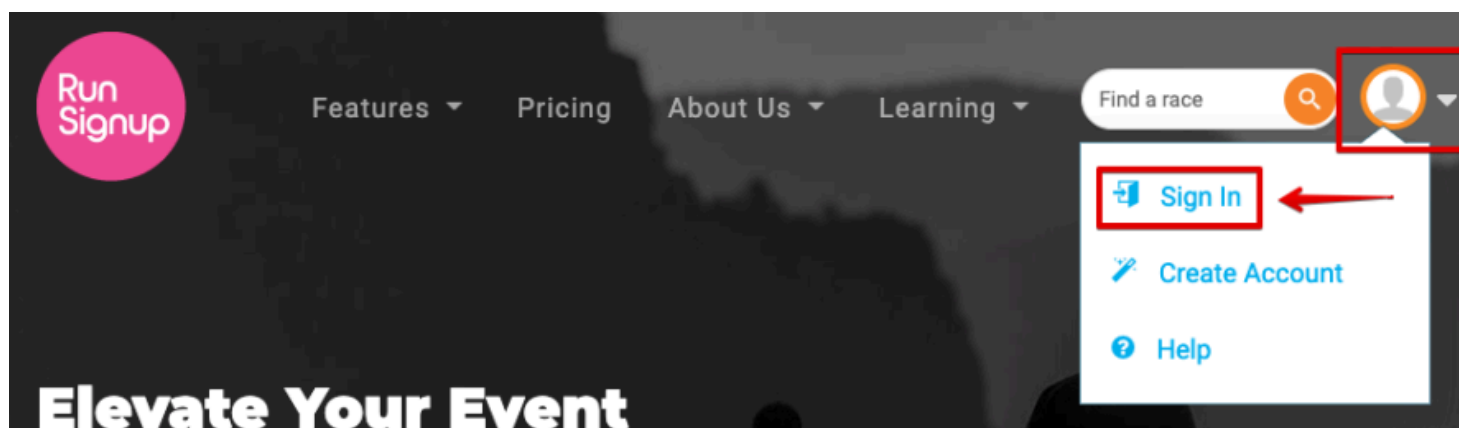 Run
Signup
Features
Pricing
About Us
Learning
Find a race
Sign In
Create Account
Help
Elevate Your Event